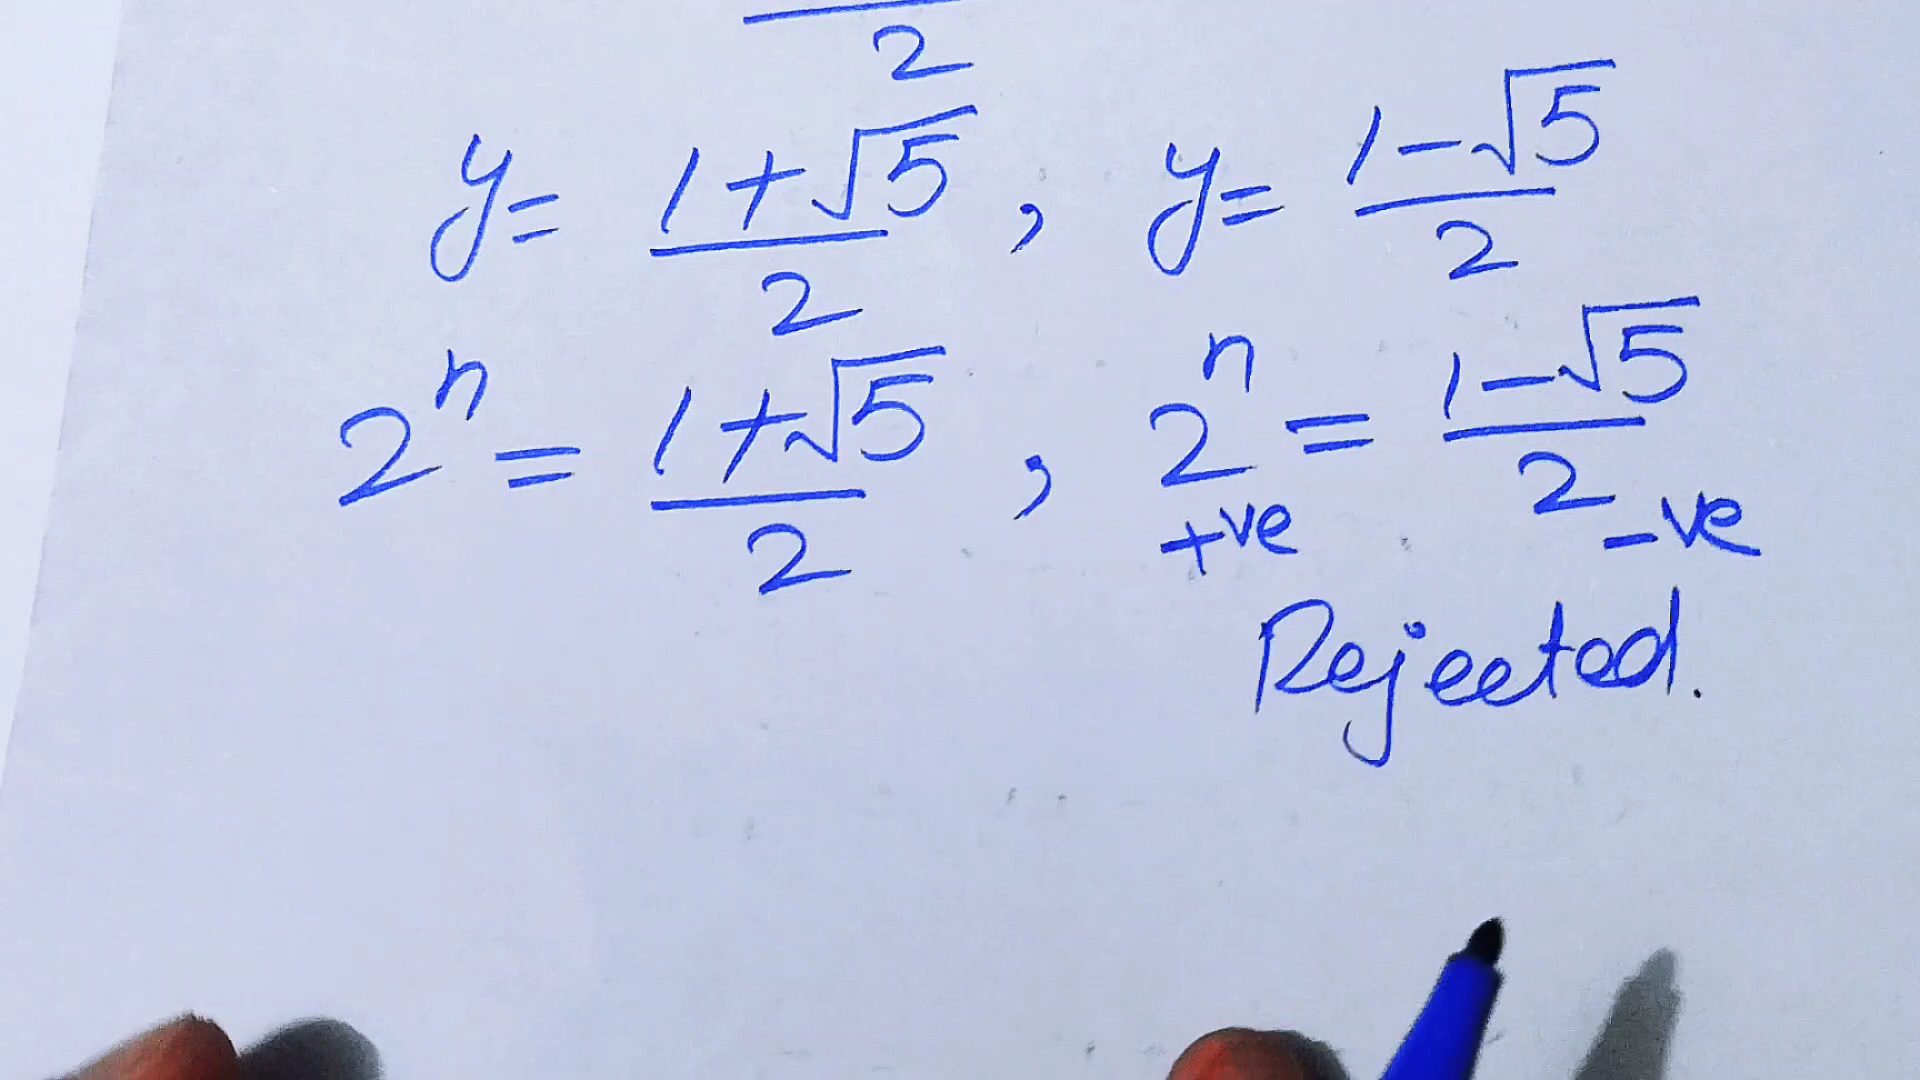 2
y= (1+√5)/2 , y= (1-√5)/2
2^n = (1+√5)/2 , 2^n = (1-√5)/2
+ve -ve
Rejected.